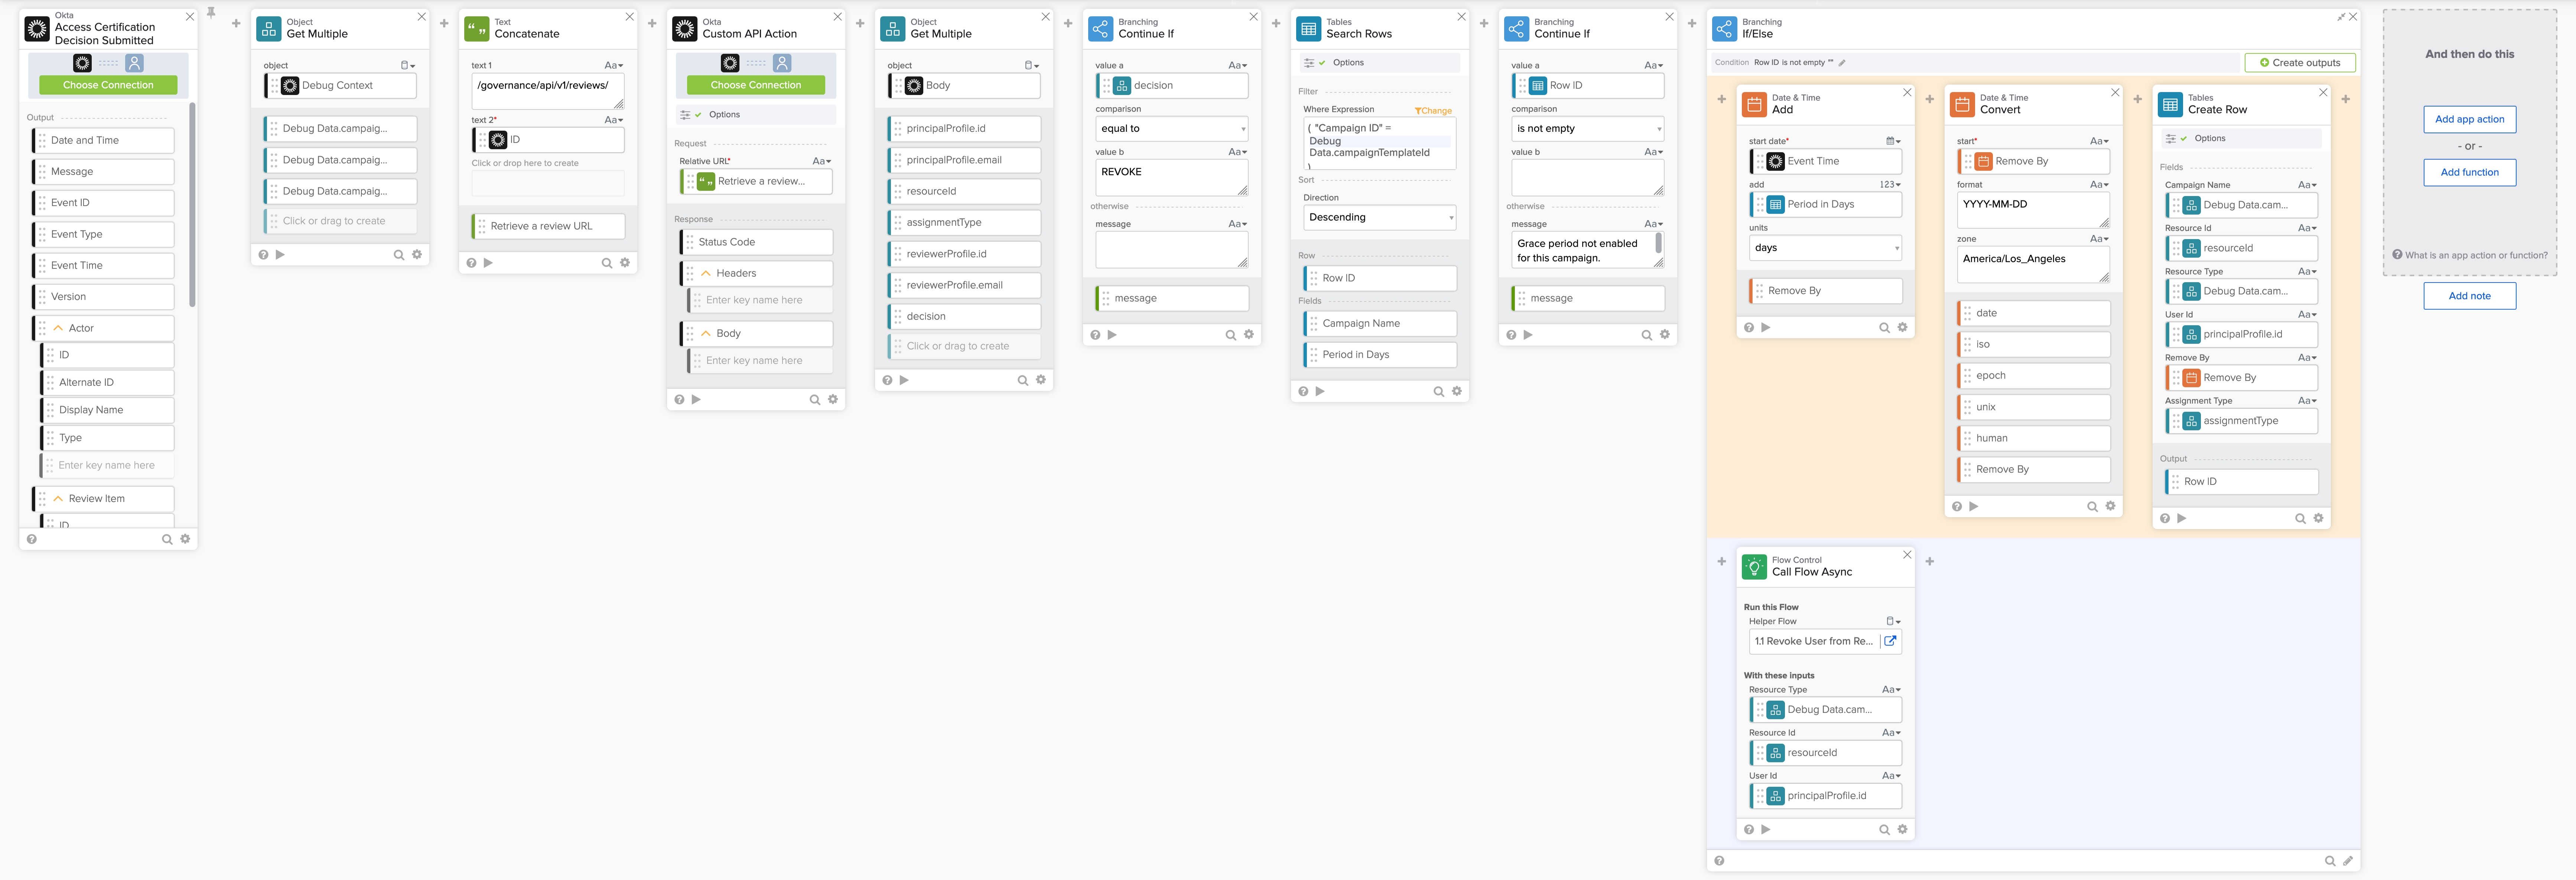 Okta
Access Certification
Decision Submitted
Choose Connection
Output
Date and Time
Message
Event ID
Event Type
Event Time
Version
Actor
ID
Alternate ID
Display Name
Type
Enter key name here
Review Item
ID
Object
Get Multiple
object
Debug Context
Debug Data.campaig...
Debug Data.campaig...
Debug Data.campaig...
Click or drag to create
Text
Concatenate
text 1
Aa
/governance/api/v1/reviews/
text 2*
Aa
ID
Click or drop here to create
Retrieve a review URL
Okta
Custom API Action
Choose Connection
Options
Request
Relative URL*
Aa
Retrieve a review...
Response
Status Code
Headers
Enter key name here
Body
Enter key name here
Object
Get Multiple
object
Body
principalProfile.id
principalProfile.email
resourceId
assignmentType
reviewerProfile.id
reviewerProfile.email
decision
Click or drag to create
Branching
Continue If
value a
Aa
decision
comparison
equal to
value b
Aa
REVOKE
otherwise
message
Aa
message
Tables
Search Rows
Options
Filter
Where Expression
Change
( "Campaign ID" =
Debug
Data.campaignTemplateId
)
Sort
Direction
Descending
Row
Row ID
Fields
Campaign Name
Period in Days
Branching
Continue If
value a
Aa
Row ID
comparison
is not empty
value b
Aa
otherwise
message
Aa
Grace period not enabled
for this campaign.
message
Branching
If/Else
Condition Row ID is not empty ""
Create outputs
Date & Time
Add
start date*
Event Time
add
123
Period in Days
units
days
Remove By
Date & Time
Convert
start*
Aa
Remove By
format
Aa
YYYY-MM-DD
zone
Aa
America/Los_Angeles
date
iso
epoch
unix
human
Remove By
Tables
Create Row
Options
Fields
Campaign Name
Aa
Debug Data.cam...
Resource Id
Aa
resourceId
Resource Type
Aa
Debug Data.cam...
User Id
Aa
principalProfile.id
Remove By
Aa
Remove By
Assignment Type
Aa
assignmentType
Output
Row ID
Flow Control
Call Flow Async
Run this Flow
Helper Flow
1.1 Revoke User from Re...
With these inputs
Resource Type
Aa
Debug Data.cam...
Resource Id
Aa
resourceId
User Id
Aa
principalProfile.id
And then do this
Add app action
- or -
Add function
What is an app action or function?
Add note